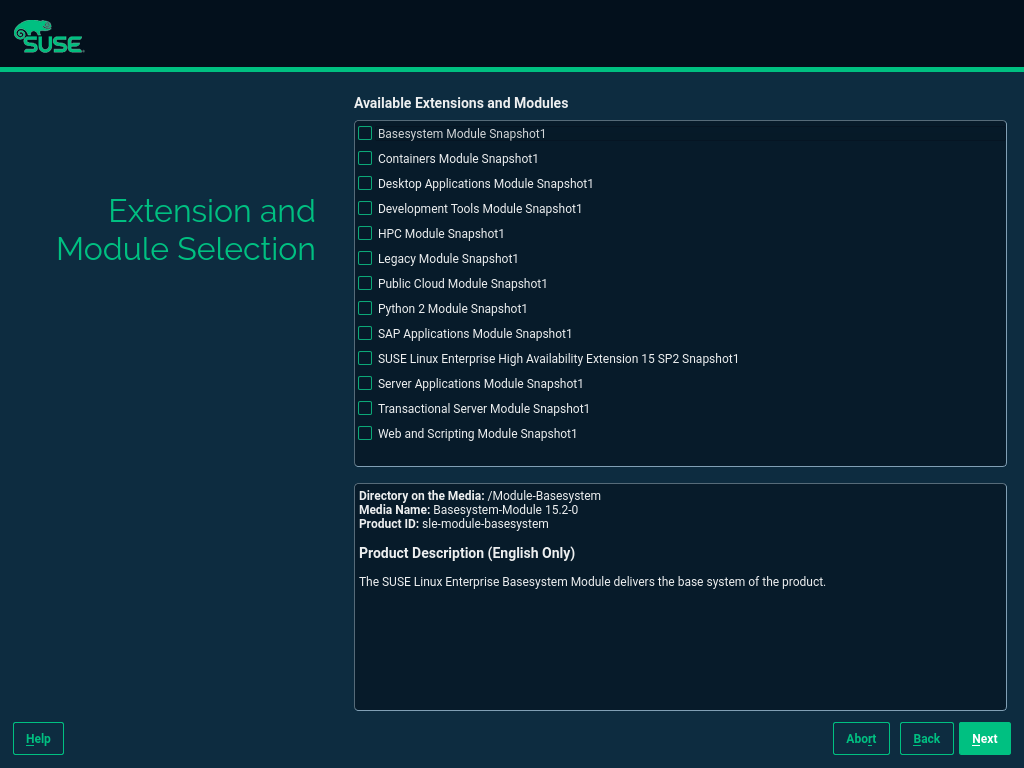 SUSE
Available Extensions and Modules
Basesystem Module Snapshot1
Containers Module Snapshot1
Desktop Applications Module Snapshot1
Development Tools Module Snapshot1
HPC Module Snapshot1
Legacy Module Snapshot1
Public Cloud Module Snapshot1
Python 2 Module Snapshot1
SAP Applications Module Snapshot1
SUSE Linux Enterprise High Availability Extension 15 SP2 Snapshot1
Server Applications Module Snapshot1
Transactional Server Module Snapshot1
Web and Scripting Module Snapshot1
Extension and
Module Selection
Directory on the Media: /Module-Basesystem
Media Name: Basesystem-Module 15.2-0
Product ID: sle-module-basesystem
Product Description (English Only)
The SUSE Linux Enterprise Basesystem Module delivers the base system of the product.
Help
Abort
Back
Next